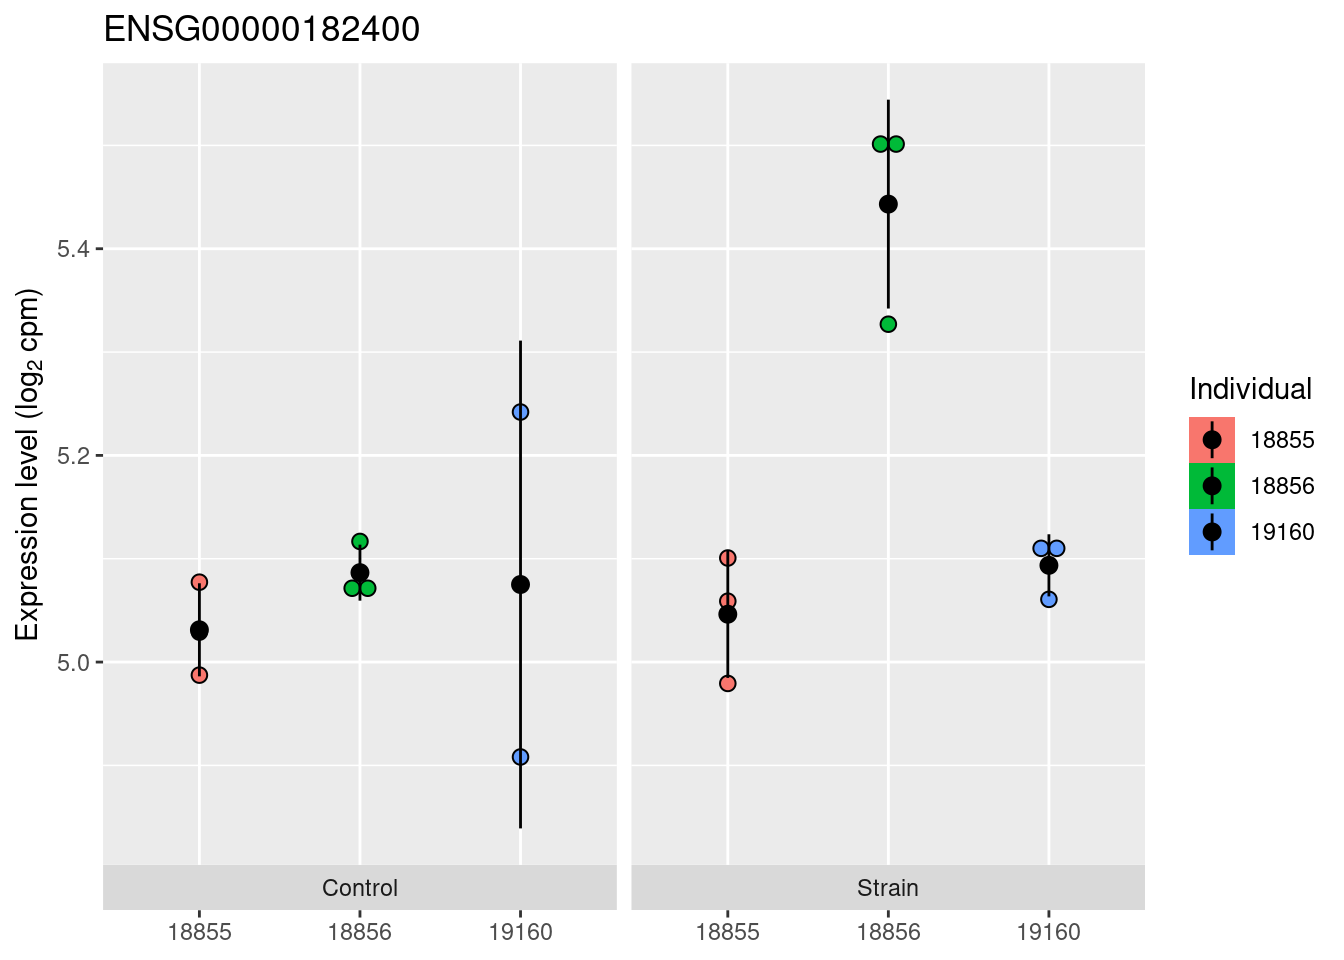 ENSG00000182400
Expression level (log₂ cpm)
5.4
5.2
5.0
Control
Strain
18855
18856
19160
18855
18856
19160
Individual
18855
18856
19160